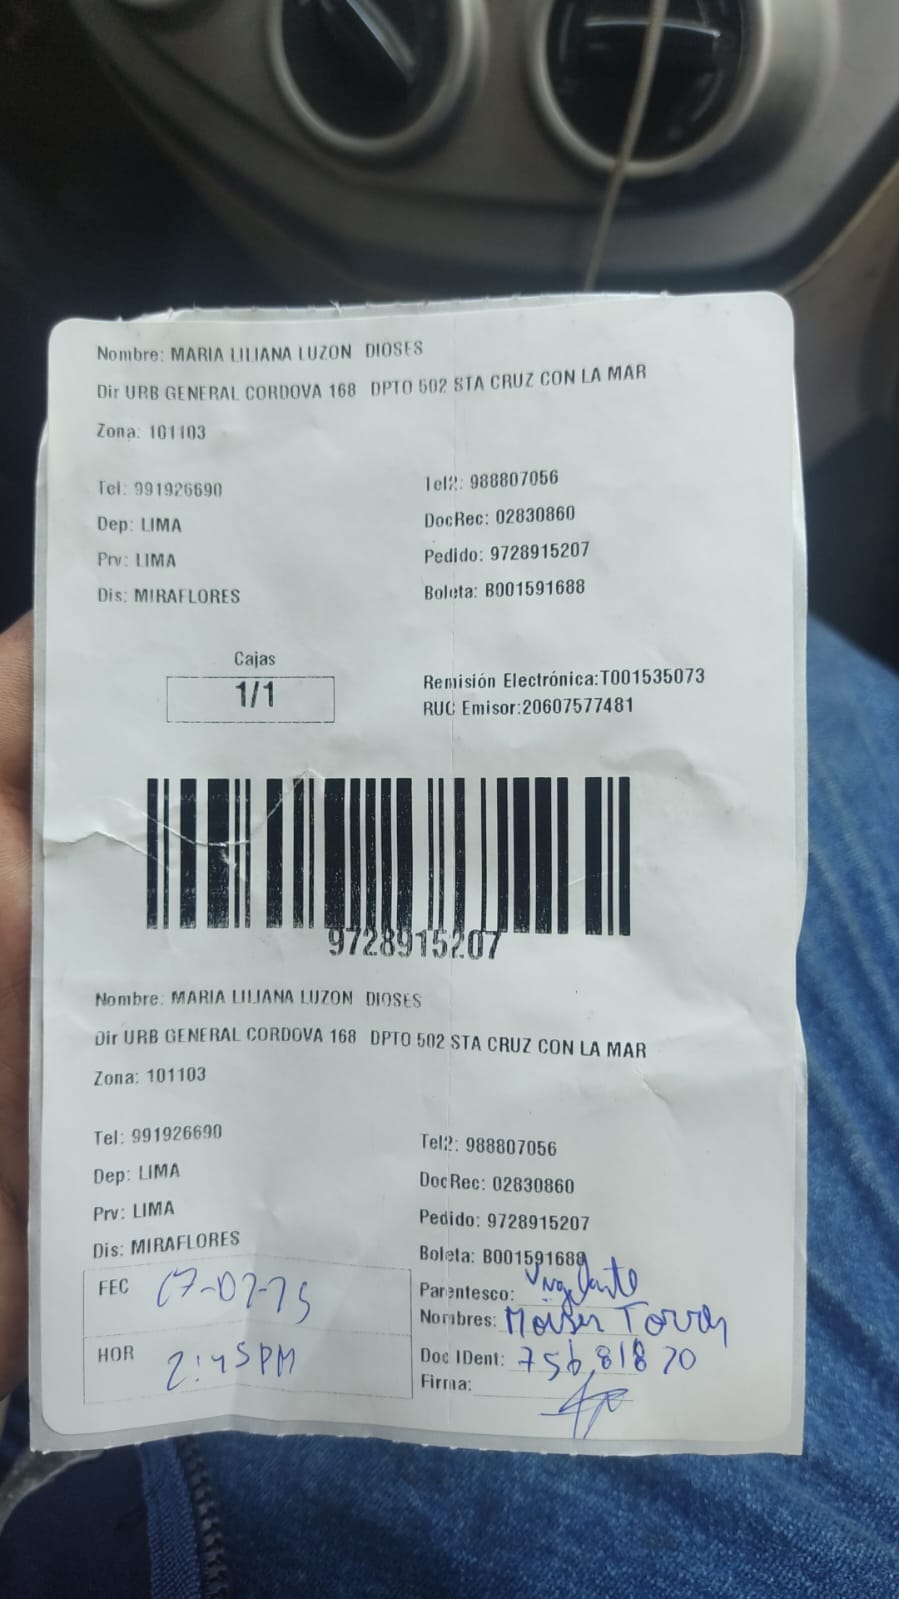 Nombre: MARIA LILIANA LUZON DIOSES
Dir URB GENERAL CORDOVA 168 DPTO 502 STA CRUZ CON LA MAR
Zona: 101103
Tel: 991926690 Tel2: 988807056
Dep: LIMA DocRec: 02830860
Prv: LIMA Pedido: 9728915207
Dis: MIRAFLORES Boleta: B001591688
Cajas
1/1
Remisión Electrónica:T001535073
RUC Emisor:20607577481
9728915207
Nombre: MARIA LILIANA LUZON DIOSES
Dir URB GENERAL CORDOVA 168 DPTO 502 STA CRUZ CON LA MAR
Zona: 101103
Tel: 991926690 Tel2: 988807056
Dep: LIMA DocRec: 02830860
Prv: LIMA Pedido: 9728915207
Dis: MIRAFLORES Boleta: B001591688
FEC
Parentesco: Vigilante
Nombres:
HOR 2:45PM
Doc IDent:
Firma: